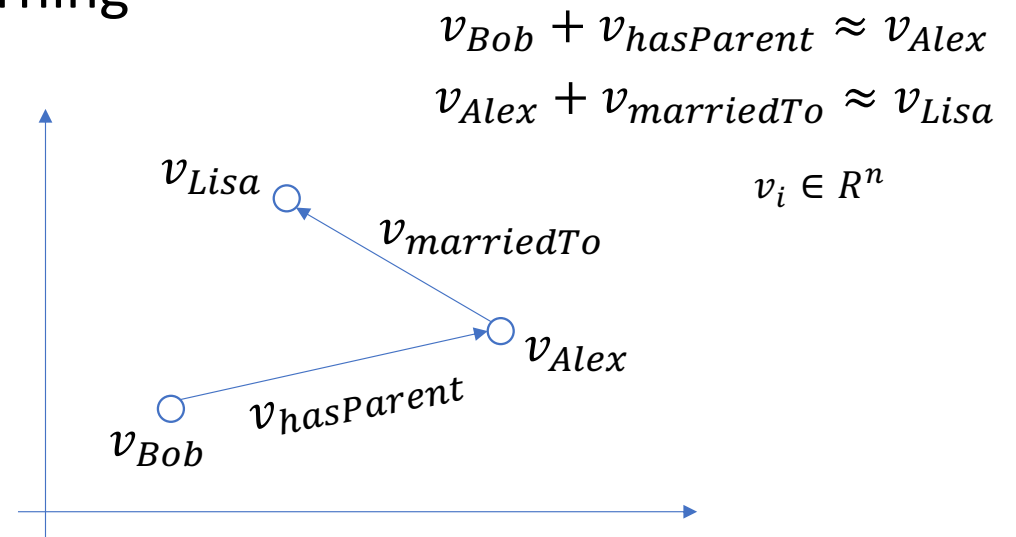 v_Bob + v_hasParent ≈ v_Alex
v_Alex + v_marriedTo ≈ v_Lisa
v_i ∈ R^n
v_Lisa
v_marriedTo
v_Alex
v_hasParent
v_Bob